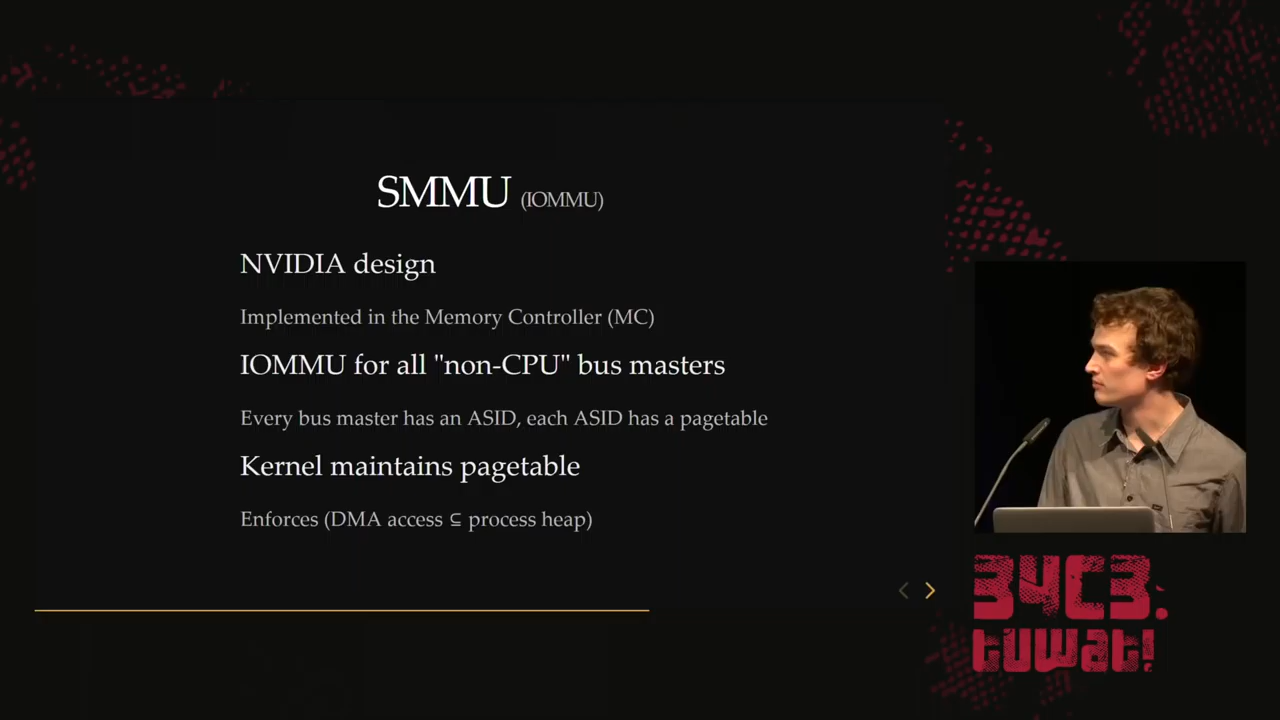 SMMU (IOMMU)
NVIDIA design
Implemented in the Memory Controller (MC)
IOMMU for all "non-CPU" bus masters
Every bus master has an ASID, each ASID has a pagetable
Kernel maintains pagetable
Enforces (DMA access ⊆ process heap)
34C3.
tuwat!